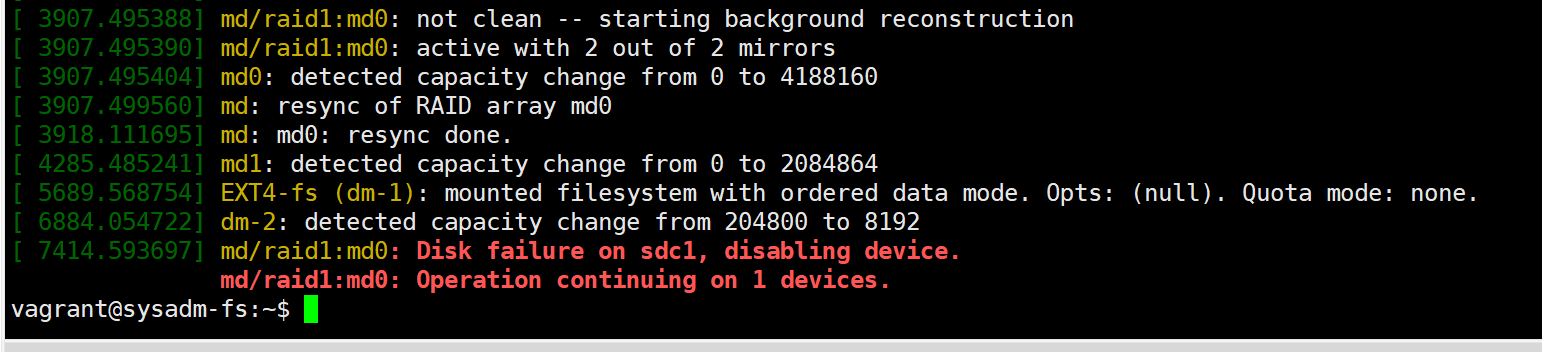 [ 3907.495388] md/raid1:md0: not clean -- starting background reconstruction
[ 3907.495390] md/raid1:md0: active with 2 out of 2 mirrors
[ 3907.495404] md0: detected capacity change from 0 to 4188160
[ 3907.499560] md: resync of RAID array md0
[ 3918.111695] md: md0: resync done.
[ 4285.485241] md1: detected capacity change from 0 to 2084864
[ 5689.568754] EXT4-fs (dm-1): mounted filesystem with ordered data mode. Opts: (null). Quota mode: none.
[ 6884.054722] dm-2: detected capacity change from 204800 to 8192
[ 7414.593697] md/raid1:md0: Disk failure on sdc1, disabling device.
md/raid1:md0: Operation continuing on 1 devices.
vagrant@sysadm-fs:~$